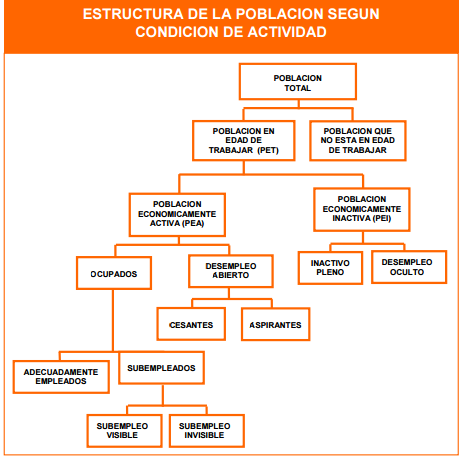 ESTRUCTURA DE LA POBLACION SEGUN
CONDICION DE ACTIVIDAD
POBLACION
TOTAL
POBLACION EN
EDAD DE
TRABAJAR (PET)
POBLACION QUE
NO ESTA EN EDAD
DE TRABAJAR
POBLACION
ECONOMICAMENTE
ACTIVA (PEA)
POBLACION
ECONOMICAMENTE
INACTIVA (PEI)
OCUPADOS
DESEMPLEO
ABIERTO
INACTIVO
PLENO
DESEMPLEO
OCULTO
CESANTES
ASPIRANTES
ADECUADAMENTE
EMPLEADOS
SUBEMPLEADOS
SUBEMPLEO
VISIBLE
SUBEMPLEO
INVISIBLE